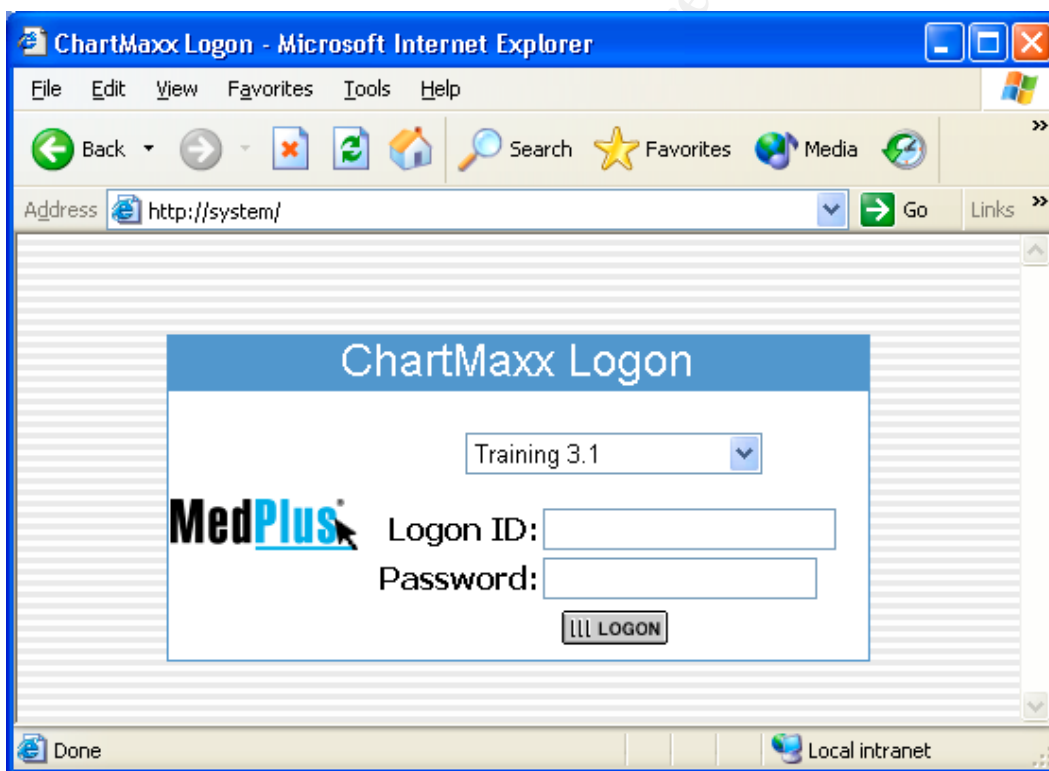 ChartMaxx Logon - Microsoft Internet Explorer
File Edit View Favorites Tools Help
Back Search Favorites Media »
Address http://system/ Go Links »
ChartMaxx Logon
Training 3.1
MedPlus
Logon ID:
Password:
LOGON
Done Local intranet